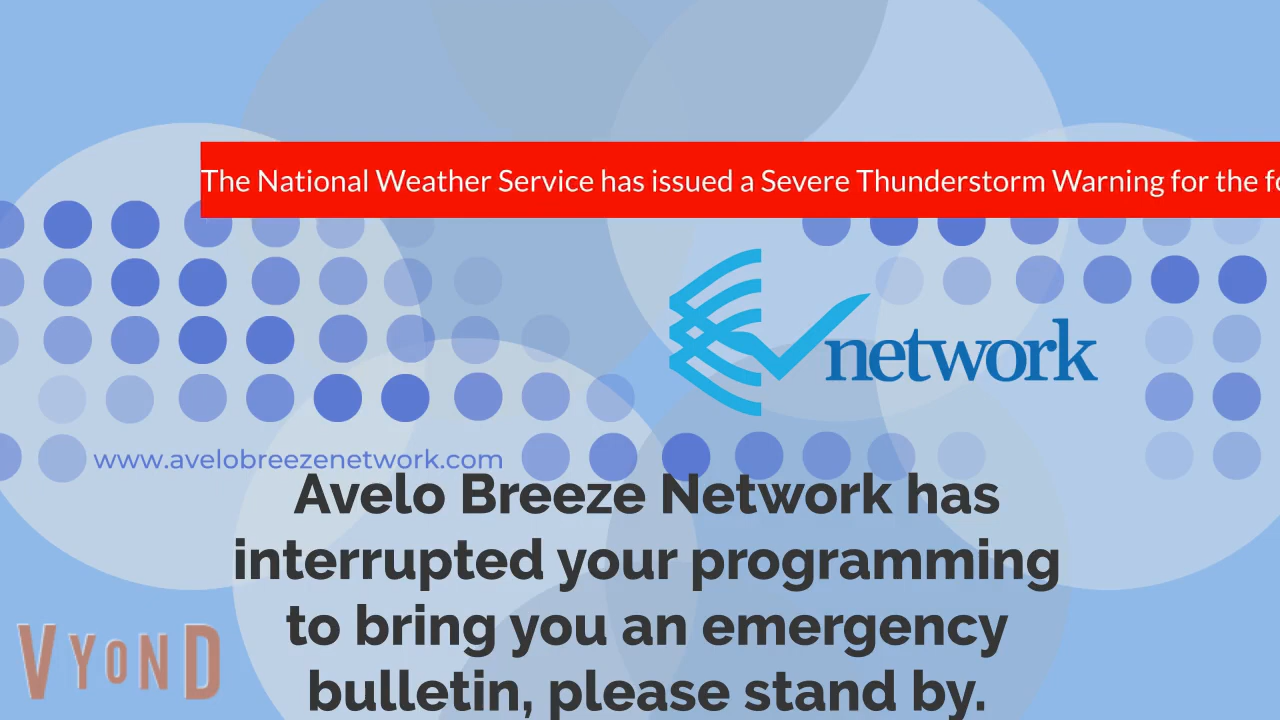 The National Weather Service has issued a Severe Thunderstorm Warning for the fo
network
www.avelobreezenetwork.com
Avelo Breeze Network has
interrupted your programming
to bring you an emergency
bulletin, please stand by.
VYOND